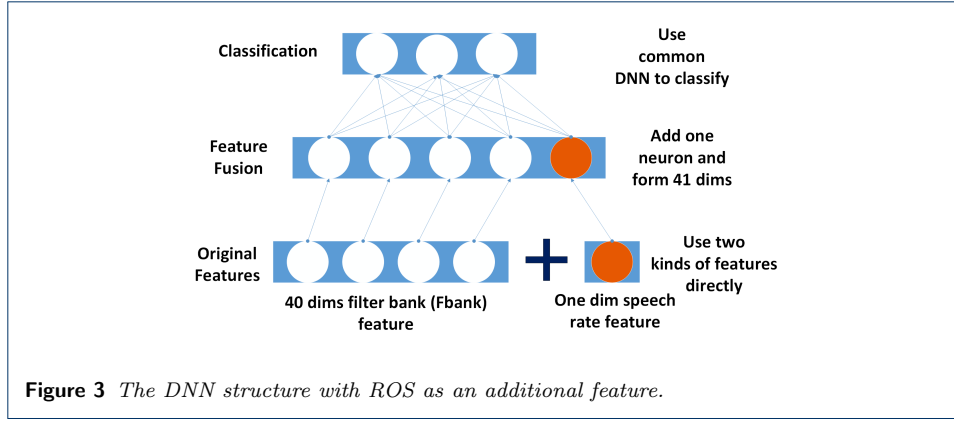 Classification
Use
common
DNN to classify
Feature
Fusion
Add one
neuron and
form 41 dims
Original
Features
Use two
kinds of features
directly
40 dims filter bank (Fbank)
feature
One dim speech
rate feature
Figure 3 The DNN structure with ROS as an additional feature.